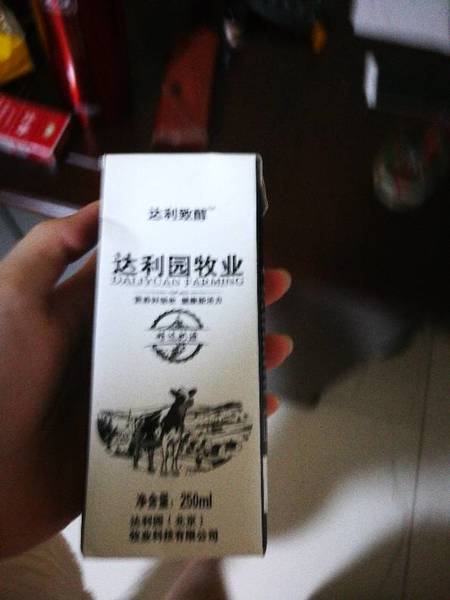 达利致醇
达利园牧业
DALIYUAN FARMING
净含量：250ml
达利园（北京）
牧业科技有限公司